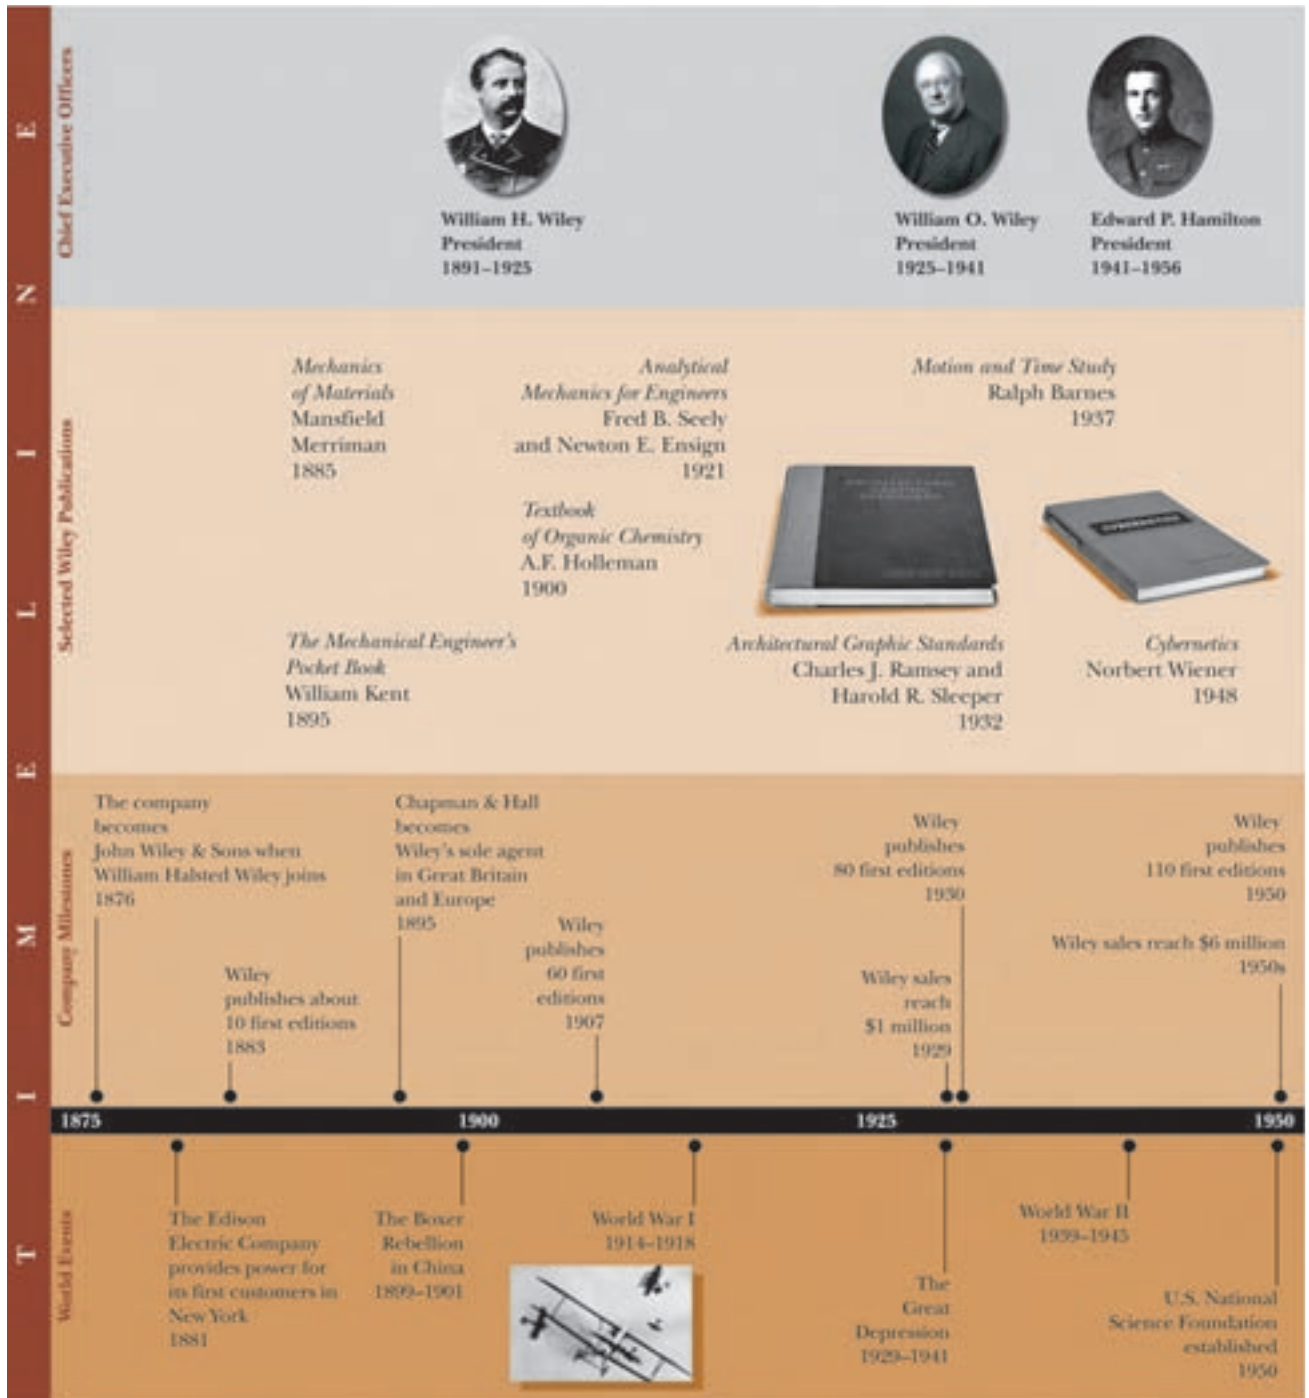 TIMELINE
Chief Executive Officers
William H. Wiley
President
1891–1925
William O. Wiley
President
1925–1941
Edward P. Hamilton
President
1941–1956
Selected Wiley Publications
Mechanics
of Materials
Mansfield
Merriman
1885
Analytical
Mechanics for Engineers
Fred B. Seely
and Newton E. Ensign
1921
Motion and Time Study
Ralph Barnes
1937
Textbook
of Organic Chemistry
A.F. Holleman
1900
ARCHITECTURAL
GRAPHIC
STANDARDS
CYBERNETICS
The Mechanical Engineer's
Pocket Book
William Kent
1895
Architectural Graphic Standards
Charles J. Ramsey and
Harold R. Sleeper
1932
Cybernetics
Norbert Wiener
1948
Company Milestones
The company
becomes
John Wiley & Sons when
William Halsted Wiley joins
1876
Wiley
publishes about
10 first editions
1883
Chapman & Hall
becomes
Wiley's sole agent
in Great Britain
and Europe
1895
Wiley
publishes
60 first
editions
1907
Wiley
publishes
80 first editions
1930
Wiley sales
reach
$1 million
1929
Wiley
publishes
110 first editions
1950
Wiley sales reach $6 million
1950s
1875
1900
1925
1950
World Events
The Edison
Electric Company
provides power for
its first customers in
New York
1881
The Boxer
Rebellion
in China
1899–1901
World War I
1914–1918
The
Great
Depression
1929–1941
World War II
1939–1945
U.S. National
Science Foundation
established
1950